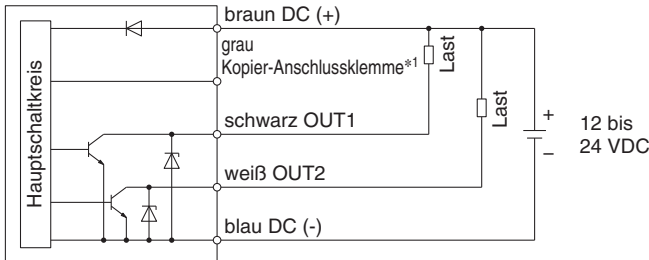 braun DC (+)
grau
Kopier-Anschlussklemme*1
Last
Last
schwarz OUT1
weiß OUT2
blau DC (-)
Hauptschaltkreis
+
12 bis
24 VDC
−